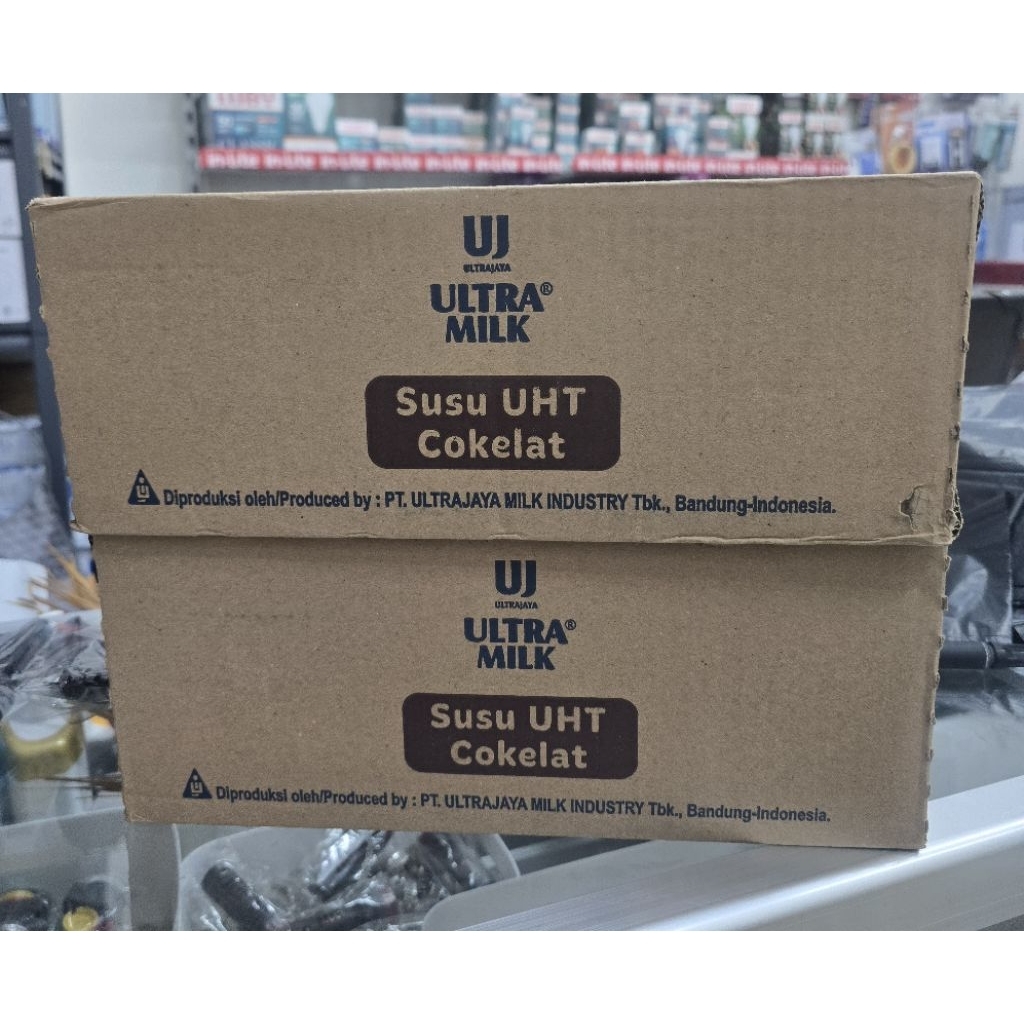 UJ
ULTRAJAYA
ULTRA®
MILK
Susu UHT
Cokelat
Diproduksi oleh/Produced by : PT. ULTRAJAYA MILK INDUSTRY Tbk., Bandung-Indonesia.
UJ
ULTRAJAYA
ULTRA®
MILK
Susu UHT
Cokelat
Diproduksi oleh/Produced by : PT. ULTRAJAYA MILK INDUSTRY Tbk., Bandung-Indonesia.